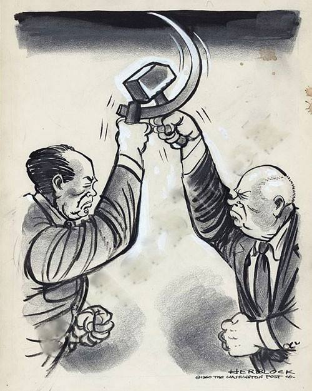 HERBLOCK
©1960 THE WASHINGTON POST CO.